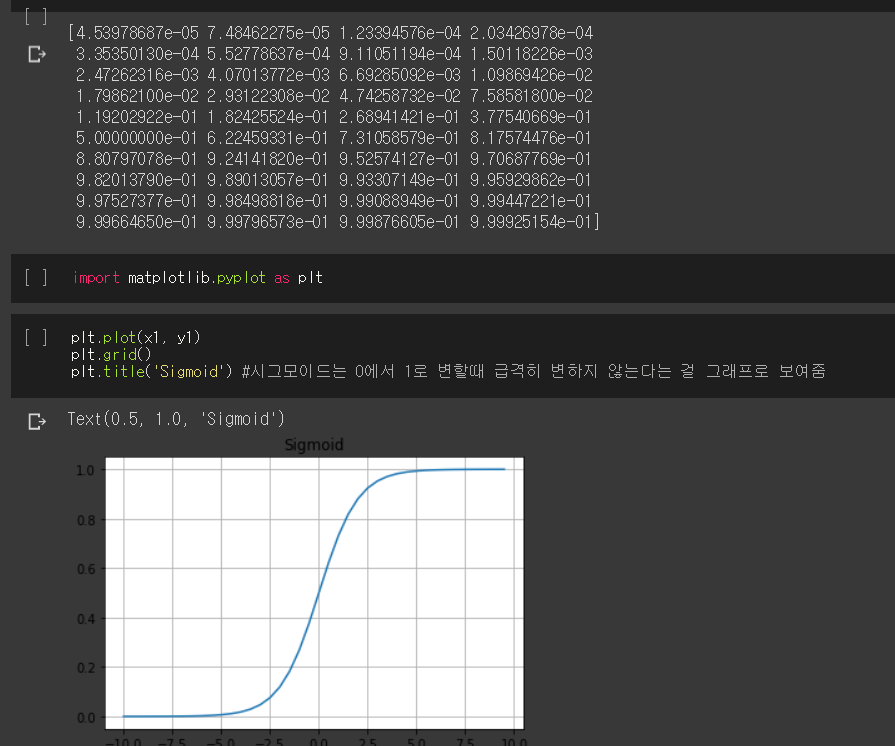 [ ]
[4.53978687e-05 7.48462275e-05 1.23394576e-04 2.03426978e-04
3.35350130e-04 5.52778637e-04 9.11051194e-04 1.50118226e-03
2.47262316e-03 4.07013772e-03 6.69285092e-03 1.09869426e-02
1.79862100e-02 2.93122308e-02 4.74258732e-02 7.58581800e-02
1.19202922e-01 1.82425524e-01 2.68941421e-01 3.77540669e-01
5.00000000e-01 6.22459331e-01 7.31058579e-01 8.17574476e-01
8.80797078e-01 9.24141820e-01 9.52574127e-01 9.70687769e-01
9.82013790e-01 9.89013057e-01 9.93307149e-01 9.95929862e-01
9.97527377e-01 9.98498818e-01 9.99088949e-01 9.99447221e-01
9.99664650e-01 9.99796573e-01 9.99876605e-01 9.99925154e-01]
[ ] import matplotlib.pyplot as plt
[ ] plt.plot(x1, y1)
plt.grid()
plt.title('Sigmoid') #시그모이드는 0에서 1로 변할때 급격히 변하지 않는다는 걸 그래프로 보여줌
Text(0.5, 1.0, 'Sigmoid')
Sigmoid
1.0
0.8
0.6
0.4
0.2
0.0
-10.0 -7.5 -5.0 -2.5 0.0 2.5 5.0 7.5 10.0